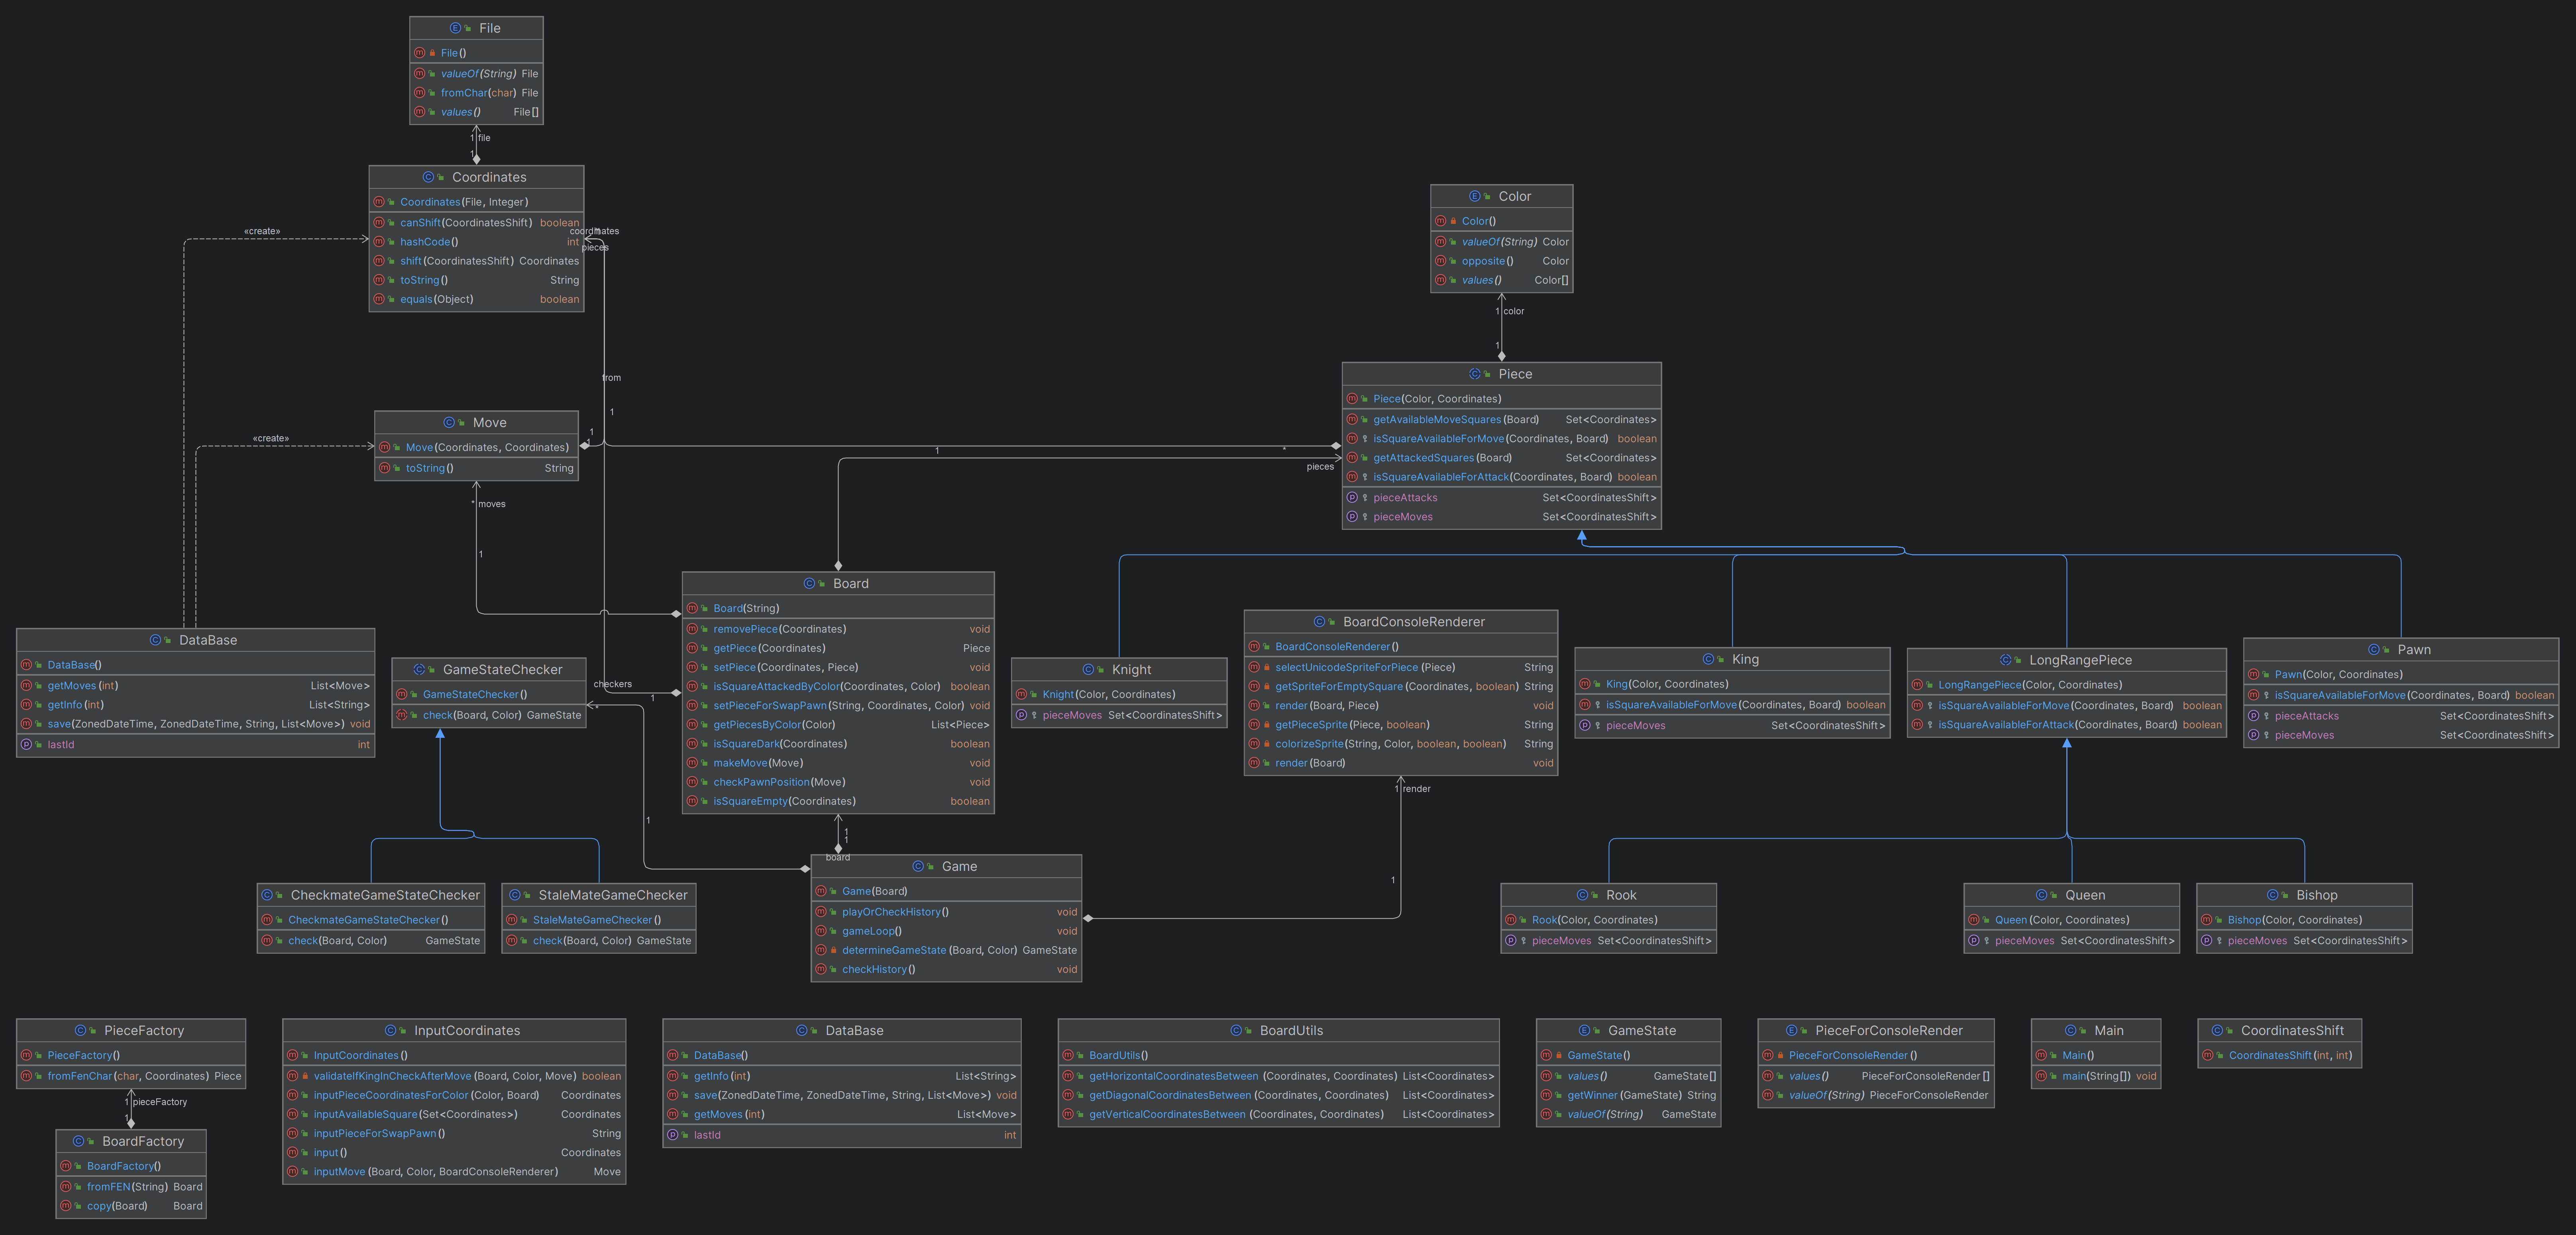 File
File()
valueOf(String) File
fromChar(char) File
values() File[]
1 file
1
Coordinates
Coordinates(File, Integer)
canShift(CoordinatesShift) boolean
hashCode() int
shift(CoordinatesShift) Coordinates
toString() String
equals(Object) boolean
«create»
coordinates
pieces
Color
Color()
valueOf(String) Color
opposite() Color
values() Color[]
1 color
1
from
1
Piece
Piece(Color, Coordinates)
getAvailableMoveSquares(Board) Set<Coordinates>
isSquareAvailableForMove(Coordinates, Board) boolean
getAttackedSquares(Board) Set<Coordinates>
isSquareAvailableForAttack(Coordinates, Board) boolean
pieceAttacks Set<CoordinatesShift>
pieceMoves Set<CoordinatesShift>
«create»
Move
Move(Coordinates, Coordinates)
toString() String
1
1
1
*
pieces
* moves
1
Board
Board(String)
removePiece(Coordinates) void
getPiece(Coordinates) Piece
setPiece(Coordinates, Piece) void
isSquareAttackedByColor(Coordinates, Color) boolean
setPieceForSwapPawn(String, Coordinates, Color) void
getPiecesByColor(Color) List<Piece>
isSquareDark(Coordinates) boolean
makeMove(Move) void
checkPawnPosition(Move) void
isSquareEmpty(Coordinates) boolean
DataBase
DataBase()
getMoves(int) List<Move>
getInfo(int) List<String>
save(ZonedDateTime, ZonedDateTime, String, List<Move>) void
lastId int
GameStateChecker
GameStateChecker()
check(Board, Color) GameState
checkers
1
*
Knight
Knight(Color, Coordinates)
pieceMoves Set<CoordinatesShift>
BoardConsoleRenderer
BoardConsoleRenderer()
selectUnicodeSpriteForPiece(Piece) String
getSpriteForEmptySquare(Coordinates, boolean) String
render(Board, Piece) void
getPieceSprite(Piece, boolean) String
colorizeSprite(String, Color, boolean, boolean) String
render(Board) void
King
King(Color, Coordinates)
isSquareAvailableForMove(Coordinates, Board) boolean
pieceMoves Set<CoordinatesShift>
LongRangePiece
LongRangePiece(Color, Coordinates)
isSquareAvailableForMove(Coordinates, Board) boolean
isSquareAvailableForAttack(Coordinates, Board) boolean
Pawn
Pawn(Color, Coordinates)
isSquareAvailableForMove(Coordinates, Board) boolean
pieceAttacks Set<CoordinatesShift>
pieceMoves Set<CoordinatesShift>
1 render
1
1
1
board
1
CheckmateGameStateChecker
CheckmateGameStateChecker()
check(Board, Color) GameState
StaleMateGameChecker
StaleMateGameChecker()
check(Board, Color) GameState
Game
Game(Board)
playOrCheckHistory() void
gameLoop() void
determineGameState(Board, Color) GameState
checkHistory() void
1
Rook
Rook(Color, Coordinates)
pieceMoves Set<CoordinatesShift>
Queen
Queen(Color, Coordinates)
pieceMoves Set<CoordinatesShift>
Bishop
Bishop(Color, Coordinates)
pieceMoves Set<CoordinatesShift>
PieceFactory
PieceFactory()
fromFenChar(char, Coordinates) Piece
1 pieceFactory
1
BoardFactory
BoardFactory()
fromFEN(String) Board
copy(Board) Board
InputCoordinates
InputCoordinates()
validateIfKingInCheckAfterMove(Board, Color, Move) boolean
inputPieceCoordinatesForColor(Color, Board) Coordinates
inputAvailableSquare(Set<Coordinates>) Coordinates
inputPieceForSwapPawn() String
input() Coordinates
inputMove(Board, Color, BoardConsoleRenderer) Move
DataBase
DataBase()
getInfo(int) List<String>
save(ZonedDateTime, ZonedDateTime, String, List<Move>) void
getMoves(int) List<Move>
lastId int
BoardUtils
BoardUtils()
getHorizontalCoordinatesBetween(Coordinates, Coordinates) List<Coordinates>
getDiagonalCoordinatesBetween(Coordinates, Coordinates) List<Coordinates>
getVerticalCoordinatesBetween(Coordinates, Coordinates) List<Coordinates>
GameState
GameState()
values() GameState[]
getWinner(GameState) String
valueOf(String) GameState
PieceForConsoleRender
PieceForConsoleRender()
values() PieceForConsoleRender[]
valueOf(String) PieceForConsoleRender
Main
Main()
main(String[]) void
CoordinatesShift
CoordinatesShift(int, int)